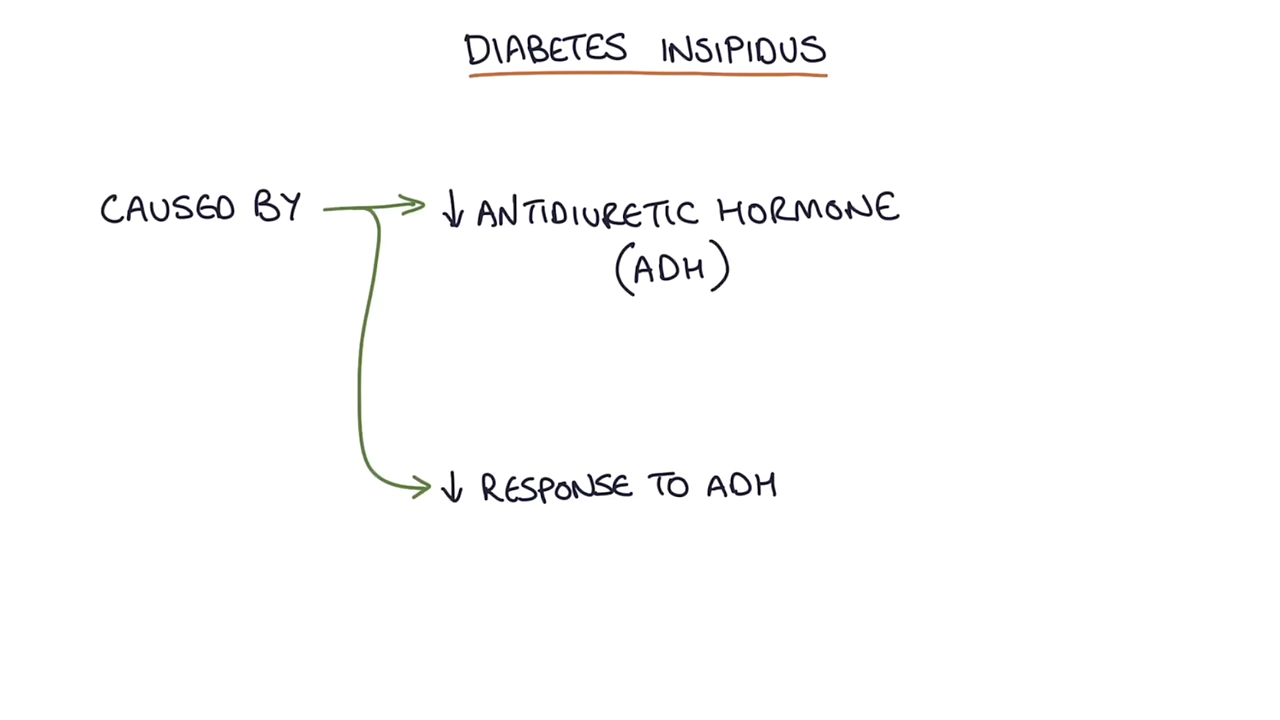 DIABETES INSIPIDUS
CAUSED BY → ↓ ANTIDIURETIC HORMONE
(ADH)
↓ RESPONSE TO ADH